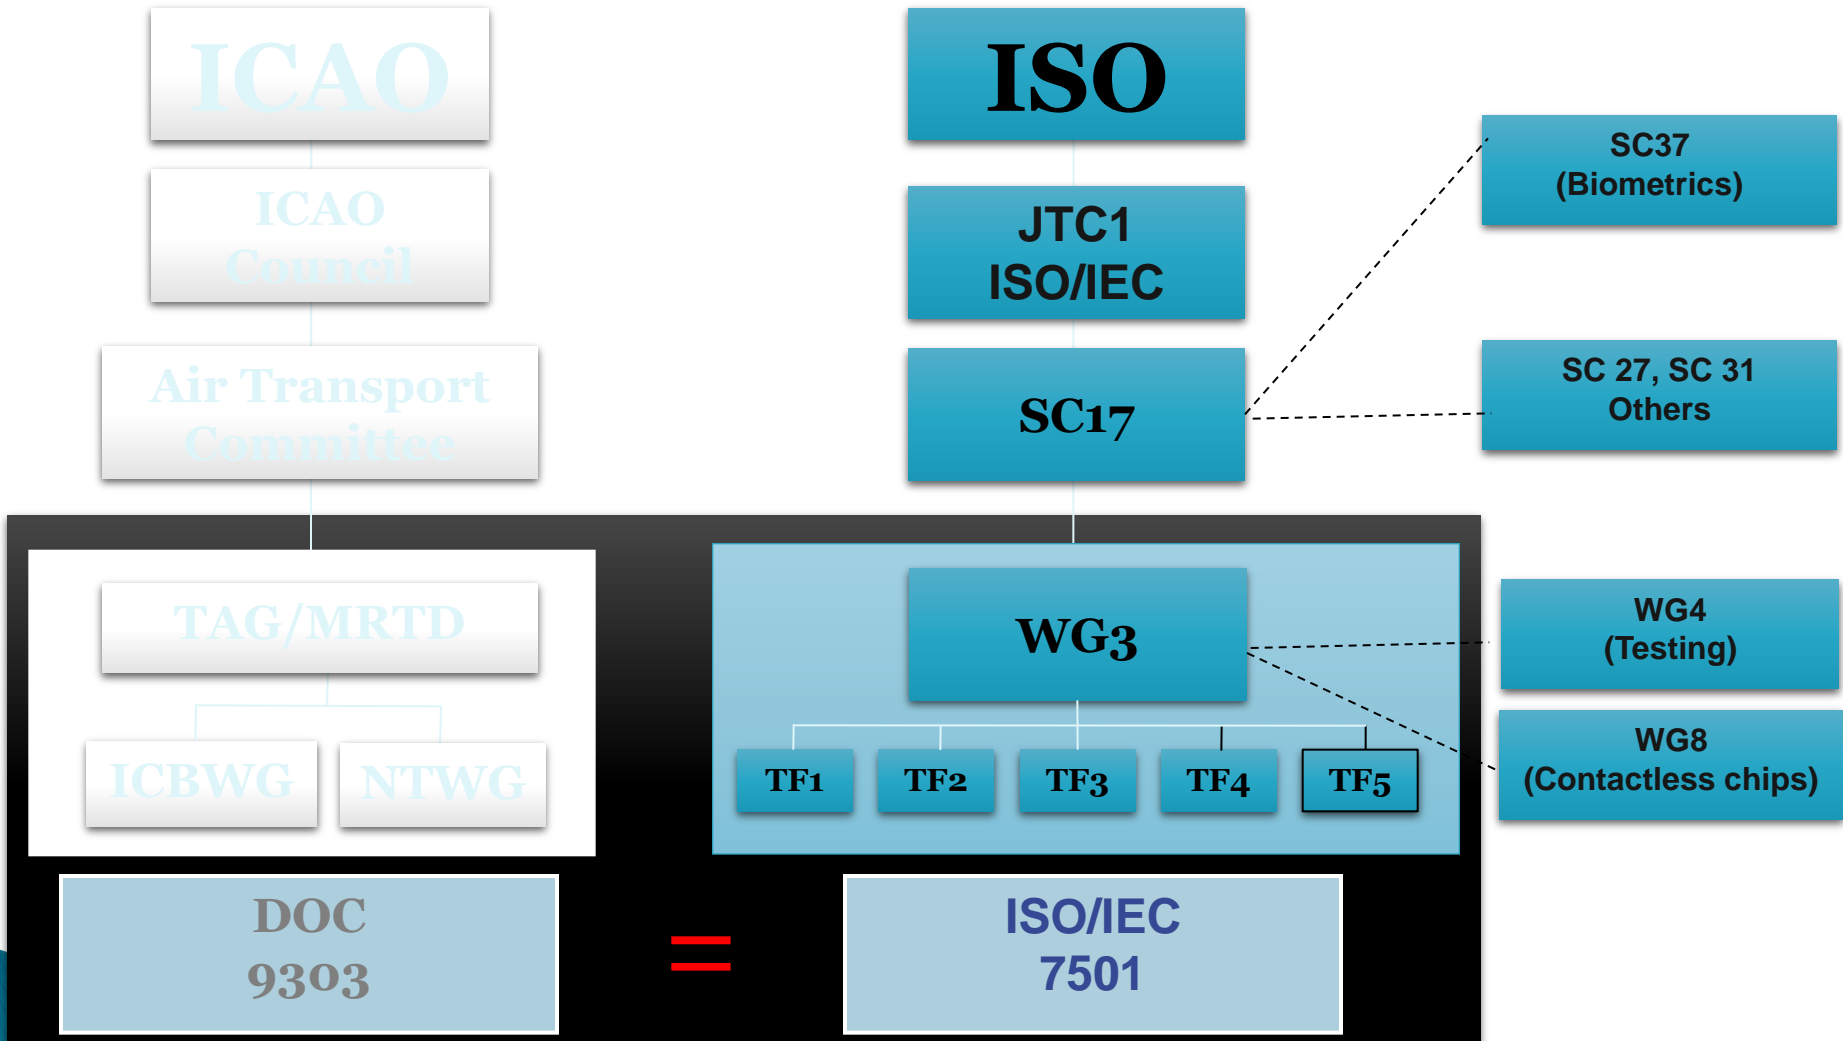 ICAO
ICAO
Council
Air Transport
Committee
TAG/MRTD
ICBWG
NTWG
DOC
9303
=
ISO
JTC1
ISO/IEC
SC17
WG3
TF1
TF2
TF3
TF4
TF5
ISO/IEC
7501
SC37
(Biometrics)
SC 27, SC 31
Others
WG4
(Testing)
WG8
(Contactless chips)